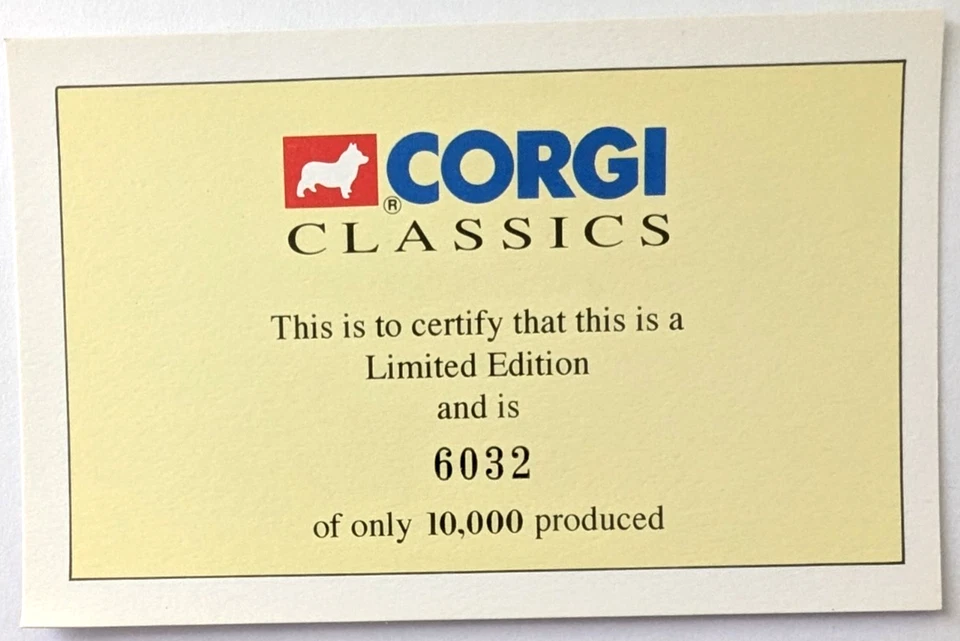 ® CORGI
CLASSICS
This is to certify that this is a
Limited Edition
and is
6032
of only 10,000 produced